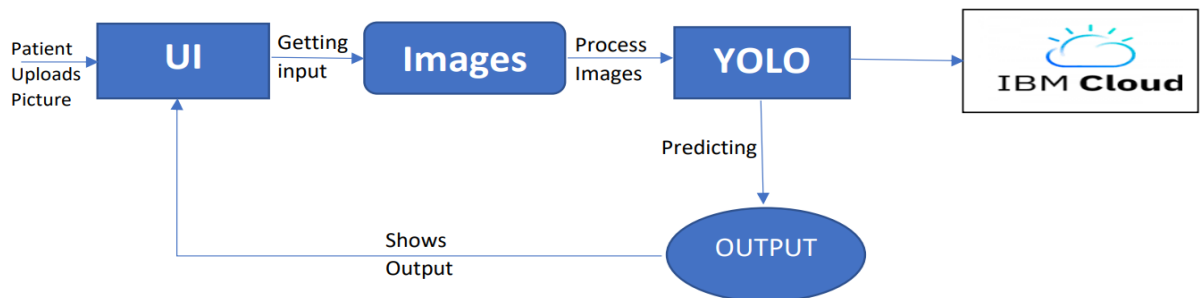 Patient
Uploads
Picture
UI
Getting
input
Images
Process
Images
YOLO
IBM Cloud
Predicting
OUTPUT
Shows
Output